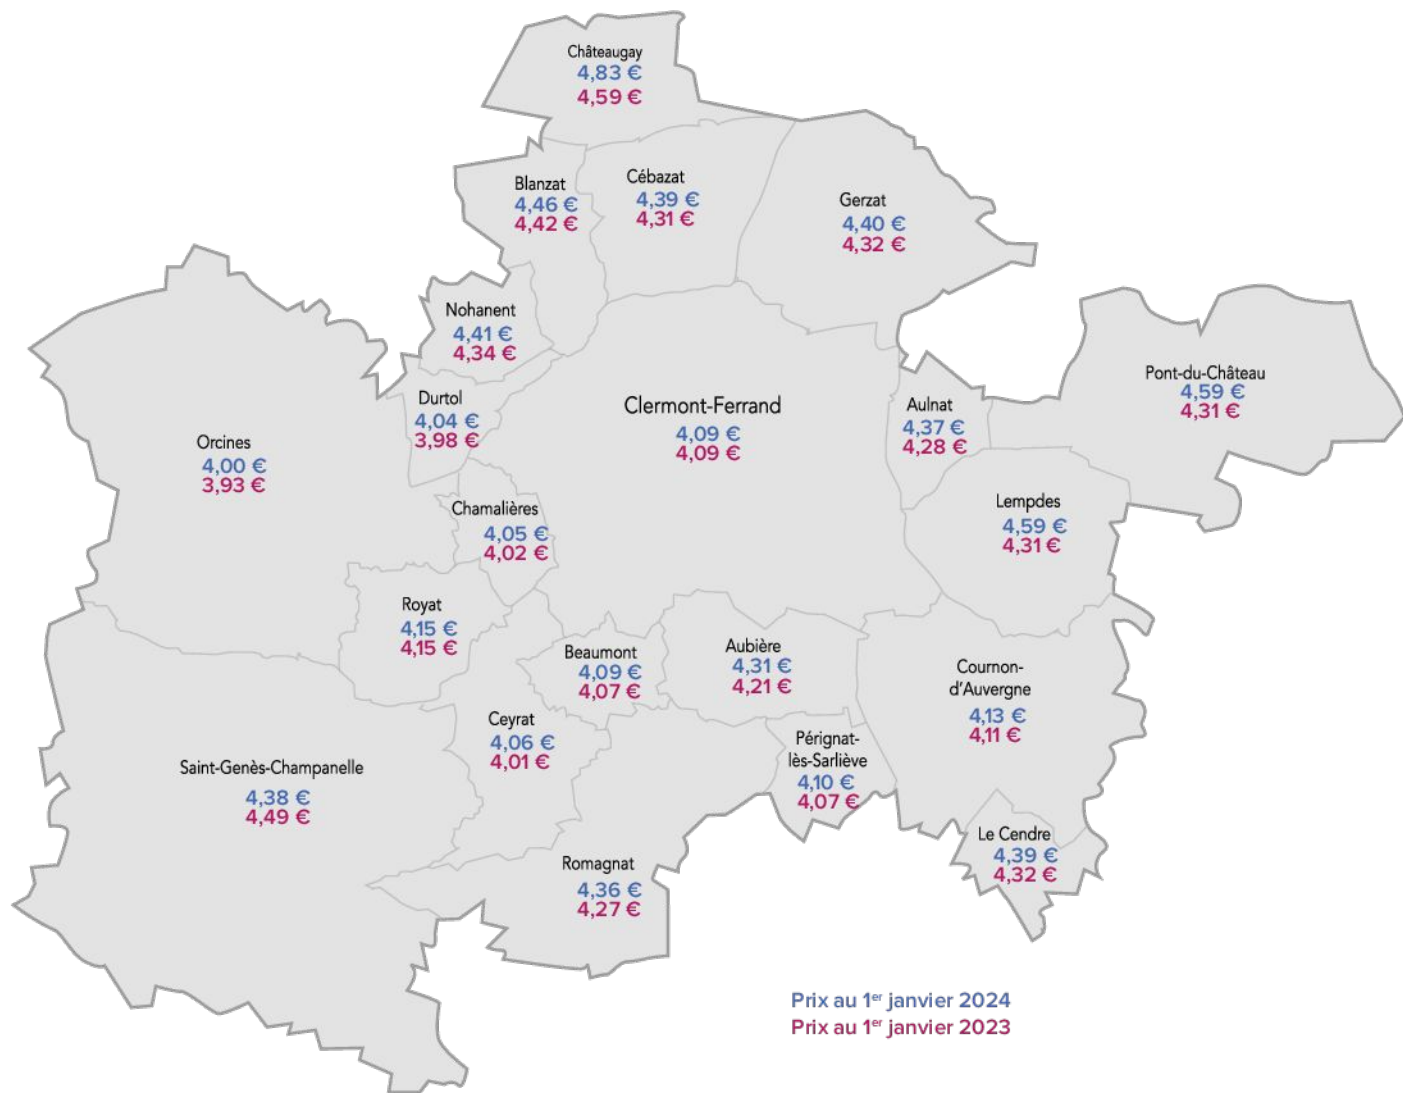 Châteaugay
4,83 €
4,59 €
Blanzat
4,46 €
4,42 €
Cébazat
4,39 €
4,31 €
Gerzat
4,40 €
4,32 €
Nohanent
4,41 €
4,34 €
Durtol
4,04 €
3,98 €
Clermont-Ferrand
4,09 €
4,09 €
Aulnat
4,37 €
4,28 €
Pont-du-Château
4,59 €
4,31 €
Orcines
4,00 €
3,93 €
Chamalières
4,05 €
4,02 €
Lempdes
4,59 €
4,31 €
Royat
4,15 €
4,15 €
Beaumont
4,09 €
4,07 €
Aubière
4,31 €
4,21 €
Cournon-
d'Auvergne
4,13 €
4,11 €
Ceyrat
4,06 €
4,01 €
Pérignat-
lès-Sarliève
4,10 €
4,07 €
Saint-Genès-Champanelle
4,38 €
4,49 €
Le Cendre
4,39 €
4,32 €
Romagnat
4,36 €
4,27 €
Prix au 1er janvier 2024
Prix au 1er janvier 2023